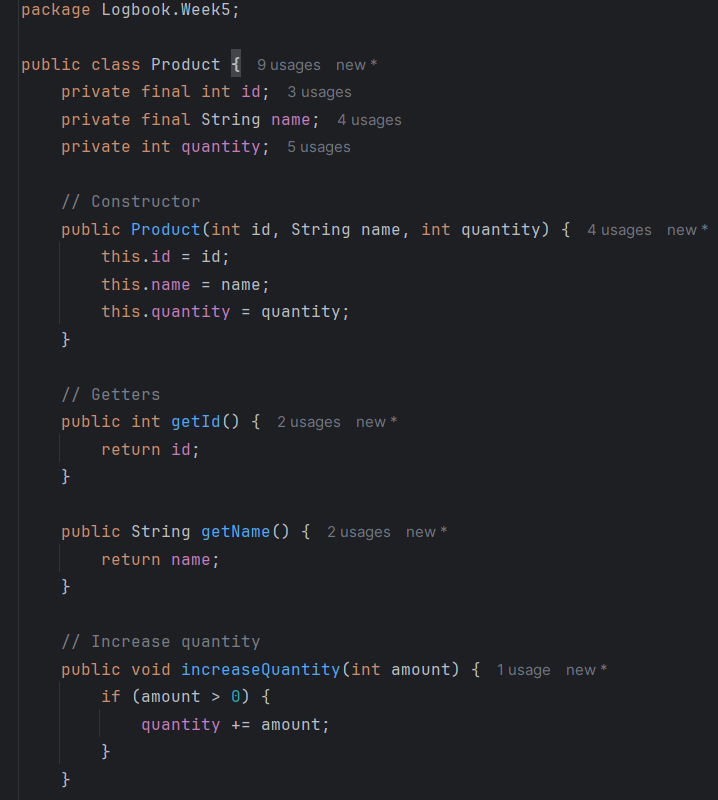 package Logbook.Week5;
public class Product { 9 usages new *
private final int id; 3 usages
private final String name; 4 usages
private int quantity; 5 usages
// Constructor
public Product(int id, String name, int quantity) { 4 usages new *
this.id = id;
this.name = name;
this.quantity = quantity;
}
// Getters
public int getId() { 2 usages new *
return id;
}
public String getName() { 2 usages new *
return name;
}
// Increase quantity
public void increaseQuantity(int amount) { 1 usage new *
if (amount > 0) {
quantity += amount;
}
}